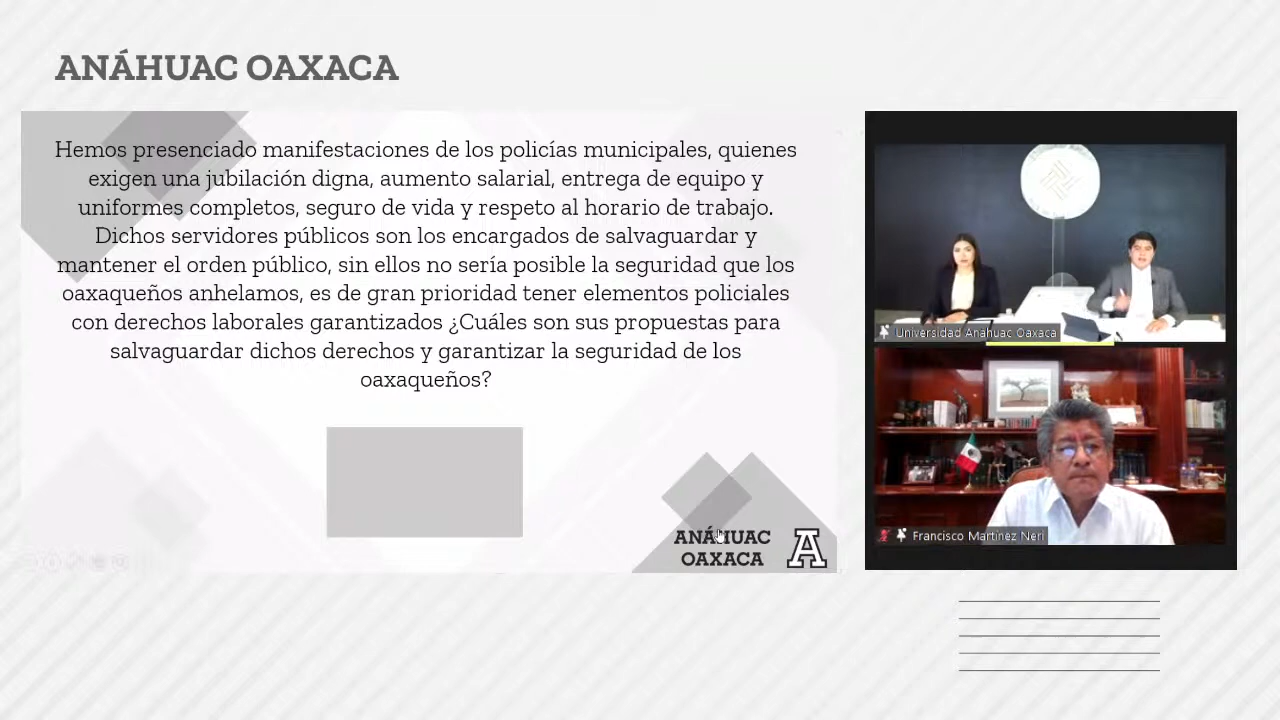 ANÁHUAC OAXACA
Hemos presenciado manifestaciones de los policías municipales, quienes
exigen una jubilación digna, aumento salarial, entrega de equipo y
uniformes completos, seguro de vida y respeto al horario de trabajo.
Dichos servidores públicos son los encargados de salvaguardar y
mantener el orden público, sin ellos no sería posible la seguridad que los
oaxaqueños anhelamos, es de gran prioridad tener elementos policiales
con derechos laborales garantizados ¿Cuáles son sus propuestas para
salvaguardar dichos derechos y garantizar la seguridad de los
oaxaqueños?
ANÁHUAC
OAXACA
A
Universidad Anahuac Oaxaca
Francisco Martínez Neri